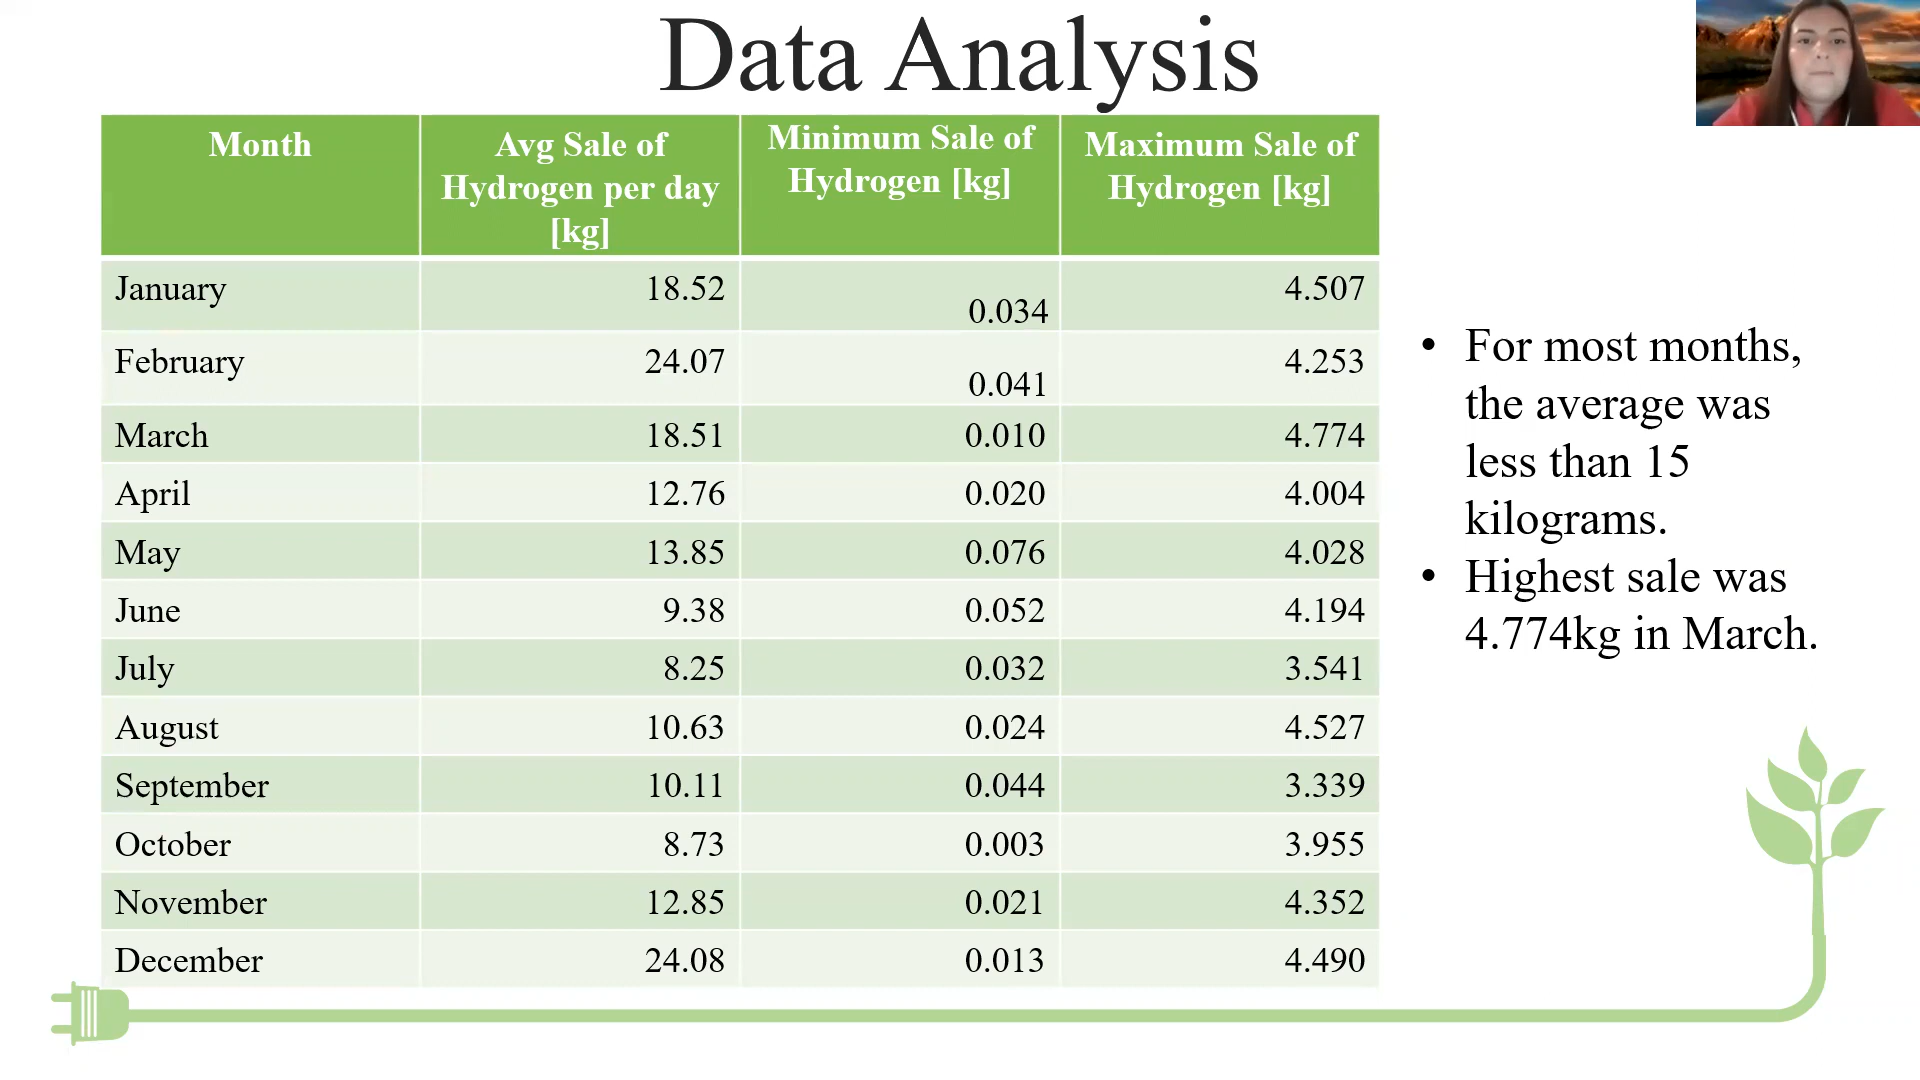 Data Analysis
Month
Avg Sale of
Hydrogen per day
[kg]
Minimum Sale of
Hydrogen [kg]
Maximum Sale of
Hydrogen [kg]
January 18.52 0.034 4.507
February 24.07 0.041 4.253
March 18.51 0.010 4.774
April 12.76 0.020 4.004
May 13.85 0.076 4.028
June 9.38 0.052 4.194
July 8.25 0.032 3.541
August 10.63 0.024 4.527
September 10.11 0.044 3.339
October 8.73 0.003 3.955
November 12.85 0.021 4.352
December 24.08 0.013 4.490
• For most months,
the average was
less than 15
kilograms.
• Highest sale was
4.774kg in March.